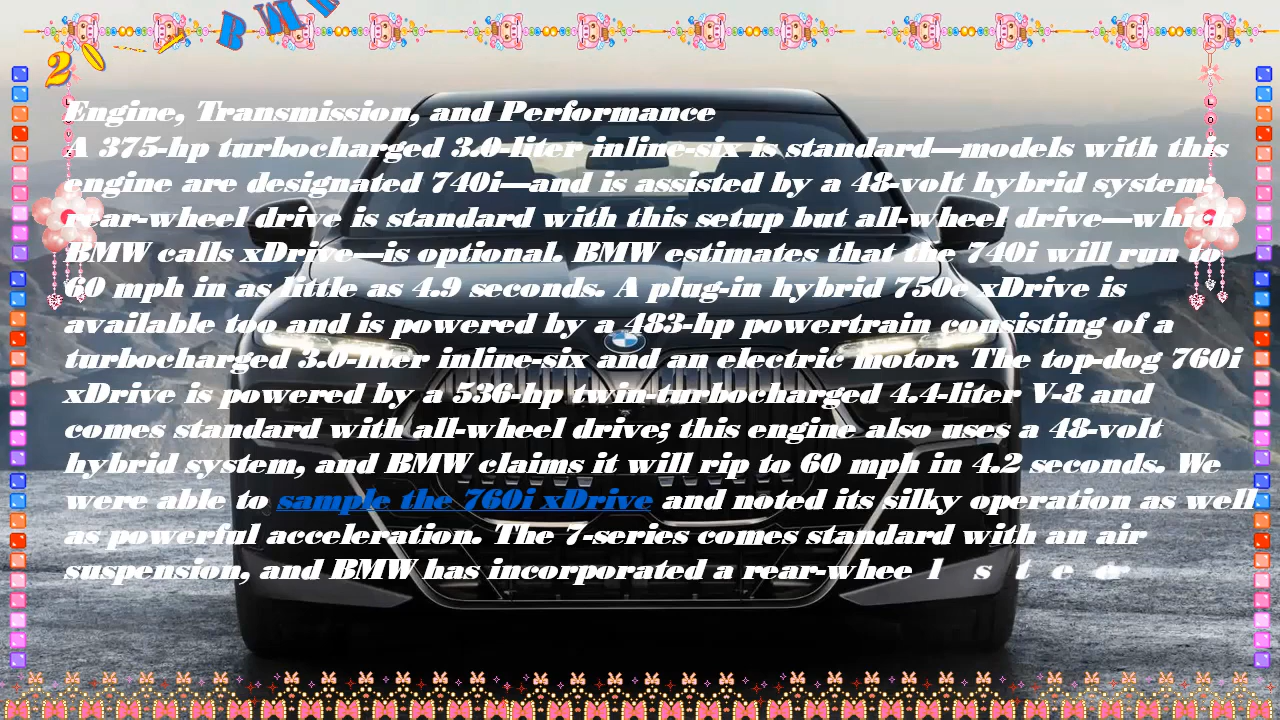 20
BMW
Engine, Transmission, and Performance
A 375-hp turbocharged 3.0-liter inline-six is standard—models with this
engine are designated 740i—and is assisted by a 48-volt hybrid system;
rear-wheel drive is standard with this setup but all-wheel drive—which
BMW calls xDrive—is optional. BMW estimates that the 740i will run to
60 mph in as little as 4.9 seconds. A plug-in hybrid 750e xDrive is
available too and is powered by a 483-hp powertrain consisting of a
turbocharged 3.0-liter inline-six and an electric motor. The top-dog 760i
xDrive is powered by a 536-hp twin-turbocharged 4.4-liter V-8 and
comes standard with all-wheel drive; this engine also uses a 48-volt
hybrid system, and BMW claims it will rip to 60 mph in 4.2 seconds. We
were able to sample the 760i xDrive and noted its silky operation as well
as powerful acceleration. The 7-series comes standard with an air
suspension, and BMW has incorporated a rear-whee l s t e